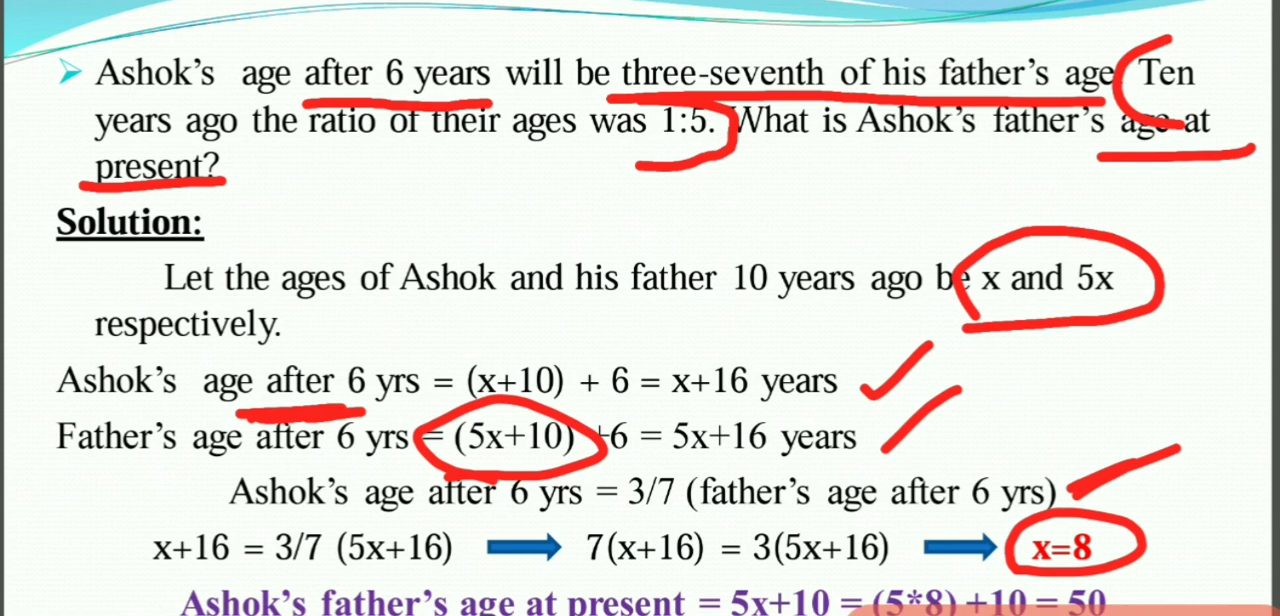 Ashok's age after 6 years will be three-seventh of his father's age Ten
years ago the ratio of their ages was 1:5. What is Ashok's father's age at
present?
Solution:
Let the ages of Ashok and his father 10 years ago be x and 5x
respectively.
Ashok's age after 6 yrs = (x+10) + 6 = x+16 years
Father's age after 6 yrs = (5x+10) +6 = 5x+16 years
Ashok's age after 6 yrs = 3/7 (father's age after 6 yrs)
x+16 = 3/7 (5x+16) 7(x+16) = 3(5x+16) x=8
Ashok's father's age at present = 5x+10 = (5*8)+10 = 50